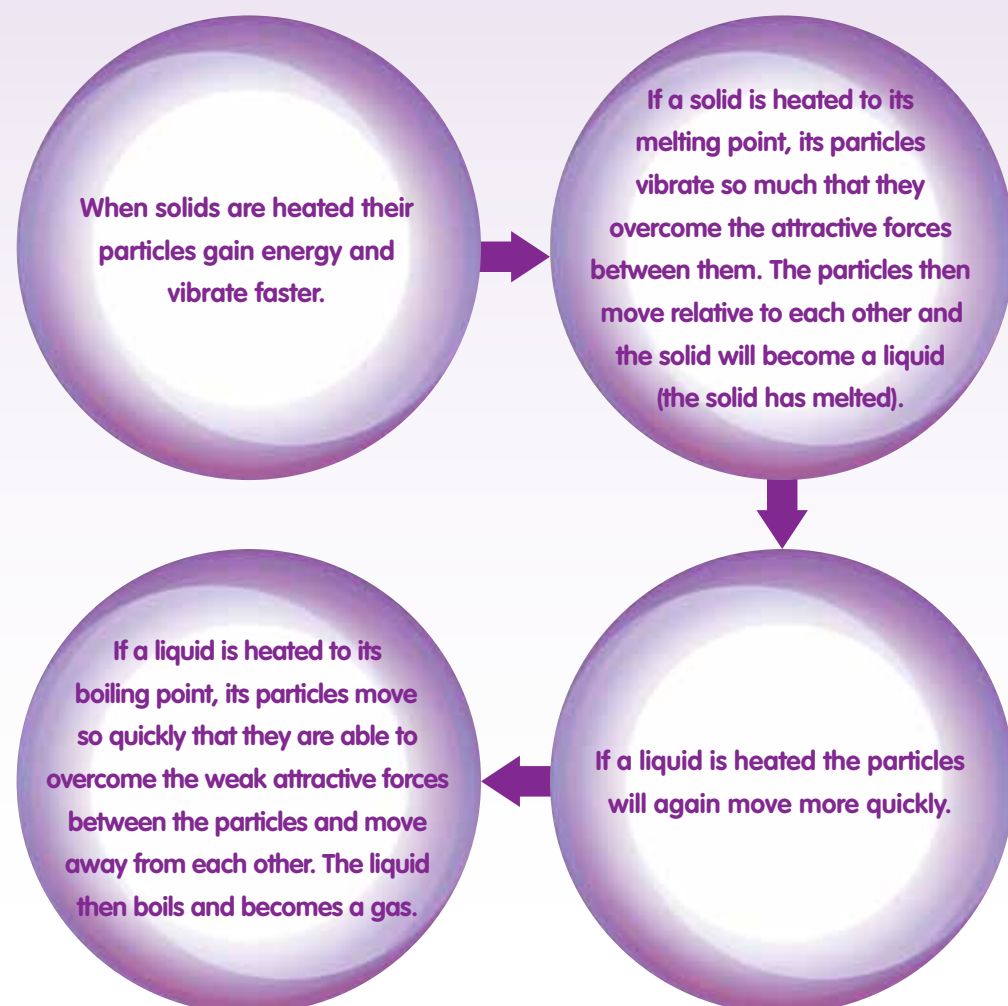 When solids are heated their
particles gain energy and
vibrate faster.
If a solid is heated to its
melting point, its particles
vibrate so much that they
overcome the attractive forces
between them. The particles then
move relative to each other and
the solid will become a liquid
(the solid has melted).
If a liquid is heated the particles
will again move more quickly.
If a liquid is heated to its
boiling point, its particles move
so quickly that they are able to
overcome the weak attractive forces
between the particles and move
away from each other. The liquid
then boils and becomes a gas.